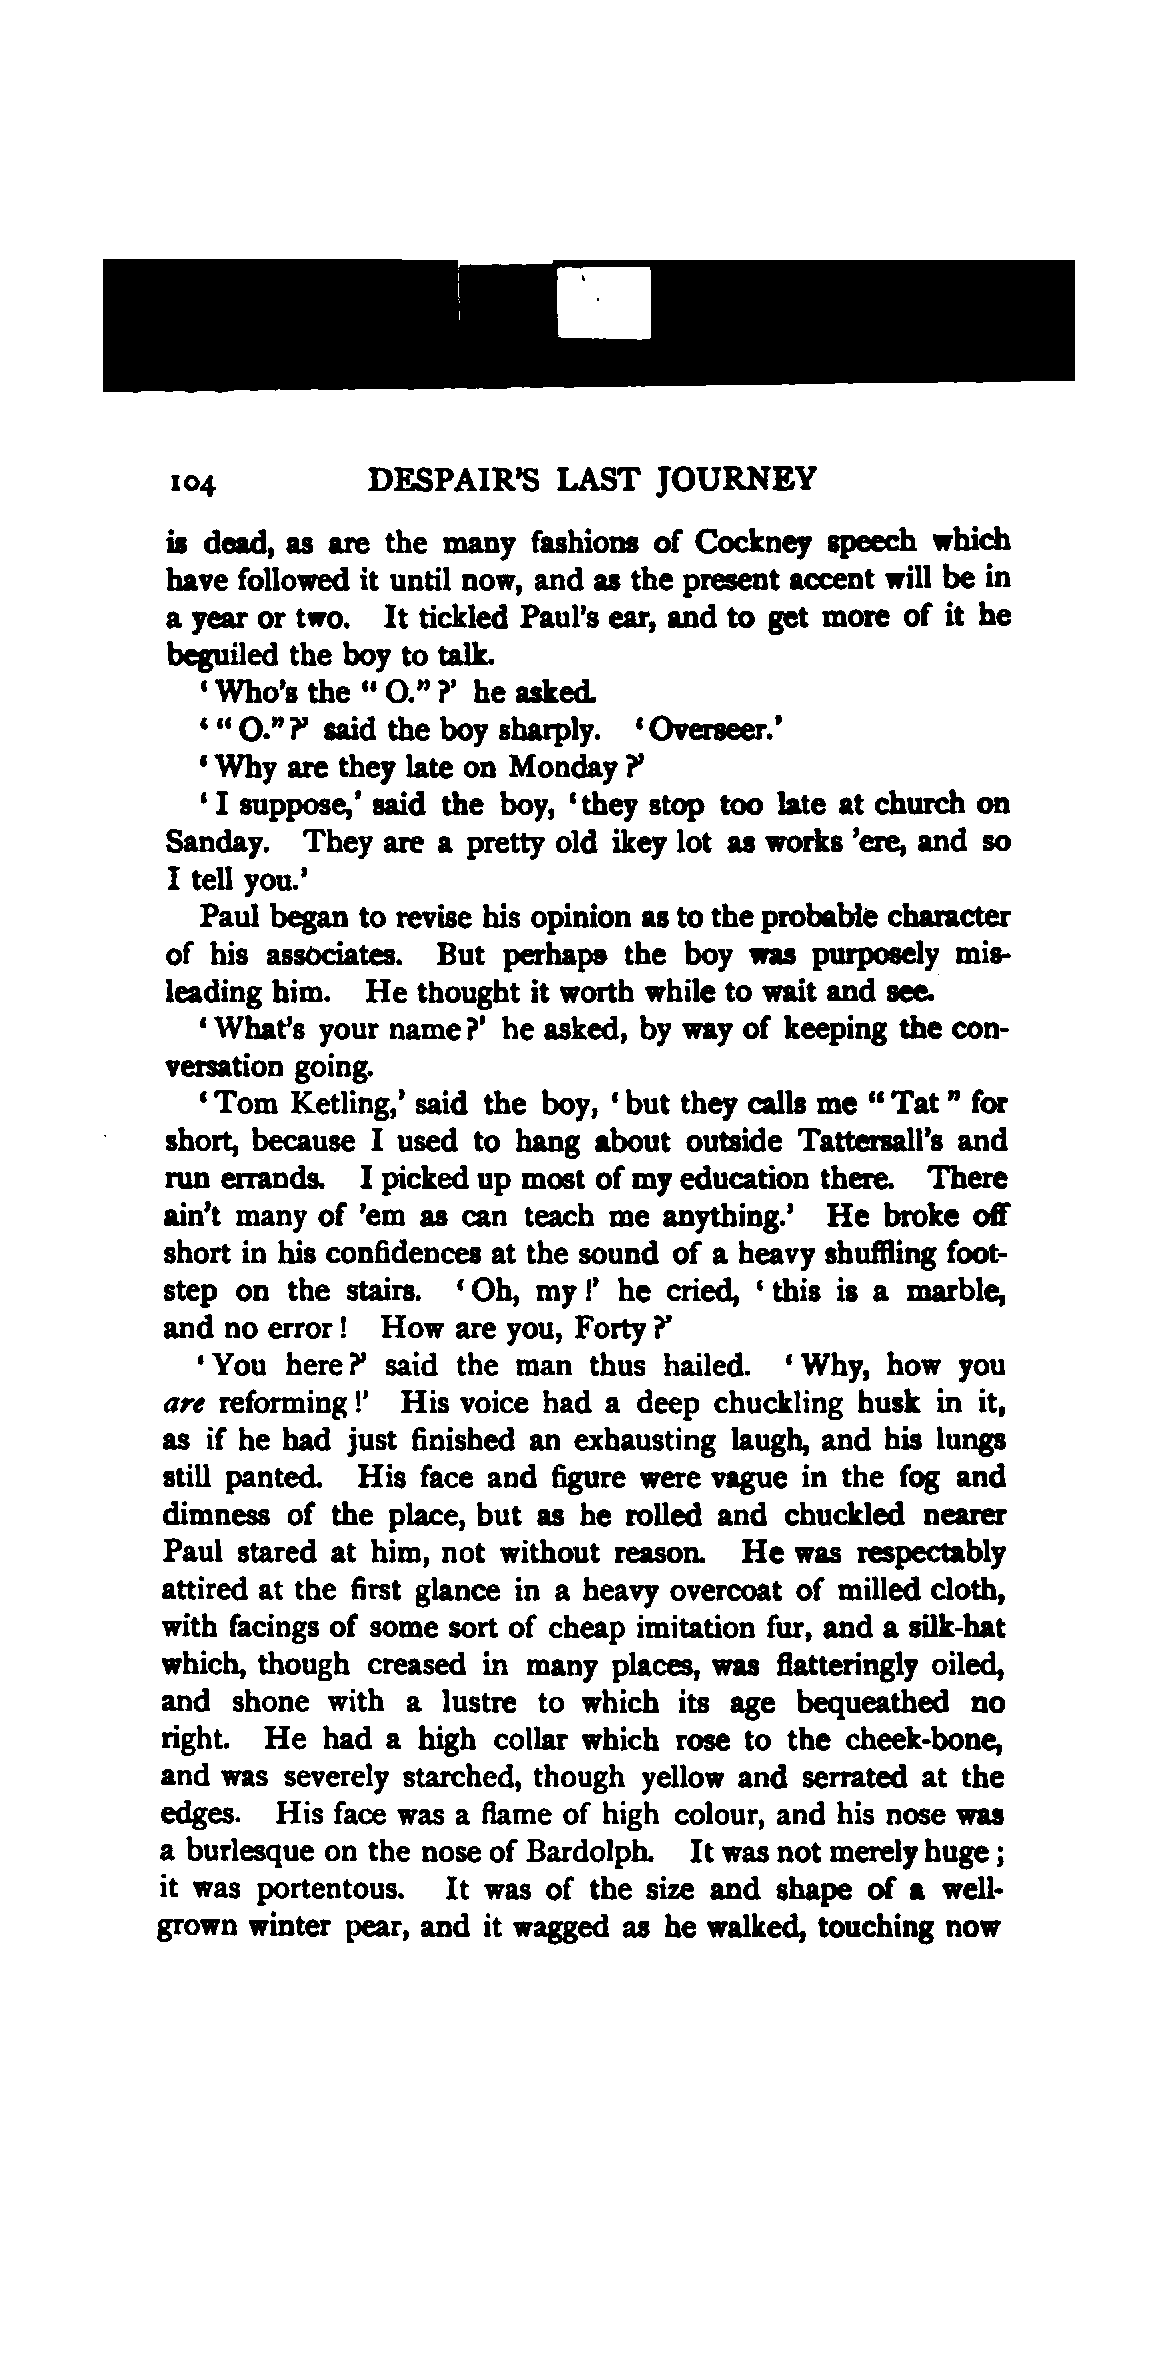 104 DESPAIR'S LAST JOURNEY
is dead, as are the many fashions of Cockney speech which
have followed it until now, and as the present accent will be in
a year or two. It tickled Paul's ear, and to get more of it he
beguiled the boy to talk.
‘Who's the “O.”?’ he asked.
‘“O.”?’ said the boy sharply. ‘Overseer.’
‘Why are they late on Monday?’
‘I suppose,’ said the boy, ‘they stop too late at church on
Sanday. They are a pretty old ikey lot as works 'ere, and so
I tell you.’
Paul began to revise his opinion as to the probable character
of his associates. But perhaps the boy was purposely mis-
leading him. He thought it worth while to wait and see.
‘What's your name?’ he asked, by way of keeping the con-
versation going.
‘Tom Ketling,’ said the boy, ‘but they calls me “Tat” for
short, because I used to hang about outside Tattersall's and
run errands. I picked up most of my education there. There
ain't many of 'em as can teach me anything.’ He broke off
short in his confidences at the sound of a heavy shuffling foot-
step on the stairs. ‘Oh, my!’ he cried, ‘this is a marble,
and no error! How are you, Forty?’
‘You here?’ said the man thus hailed. ‘Why, how you
are reforming!’ His voice had a deep chuckling husk in it,
as if he had just finished an exhausting laugh, and his lungs
still panted. His face and figure were vague in the fog and
dimness of the place, but as he rolled and chuckled nearer
Paul stared at him, not without reason. He was respectably
attired at the first glance in a heavy overcoat of milled cloth,
with facings of some sort of cheap imitation fur, and a silk-hat
which, though creased in many places, was flatteringly oiled,
and shone with a lustre to which its age bequeathed no
right. He had a high collar which rose to the cheek-bone,
and was severely starched, though yellow and serrated at the
edges. His face was a flame of high colour, and his nose was
a burlesque on the nose of Bardolph. It was not merely huge;
it was portentous. It was of the size and shape of a well-
grown winter pear, and it wagged as he walked, touching now